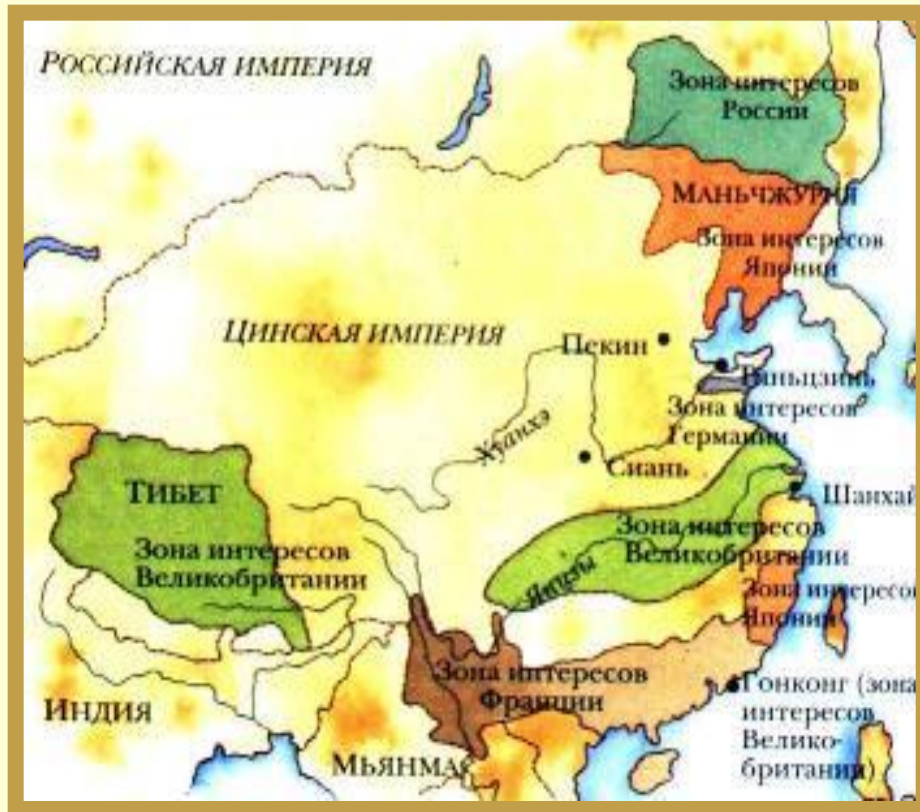 РОССИЙСКАЯ ИМПЕРИЯ
Зона интересов
России
МАНЬЧЖУРИЯ
Зона интересов
Японии
ЦИНСКАЯ ИМПЕРИЯ
Пекин
Тяньцзинь
Зона интересов
Германии
Хуанхэ
Сиань
ТИБЕТ
Шанхай
Зона интересов
Великобритании
Зона интересов
Великобритании
Янцзы
Зона интересо
Японии
Зона интересов
Франции
Гонконг (зона
интересов
Велико-
британии)
ИНДИЯ
МЬЯНМА